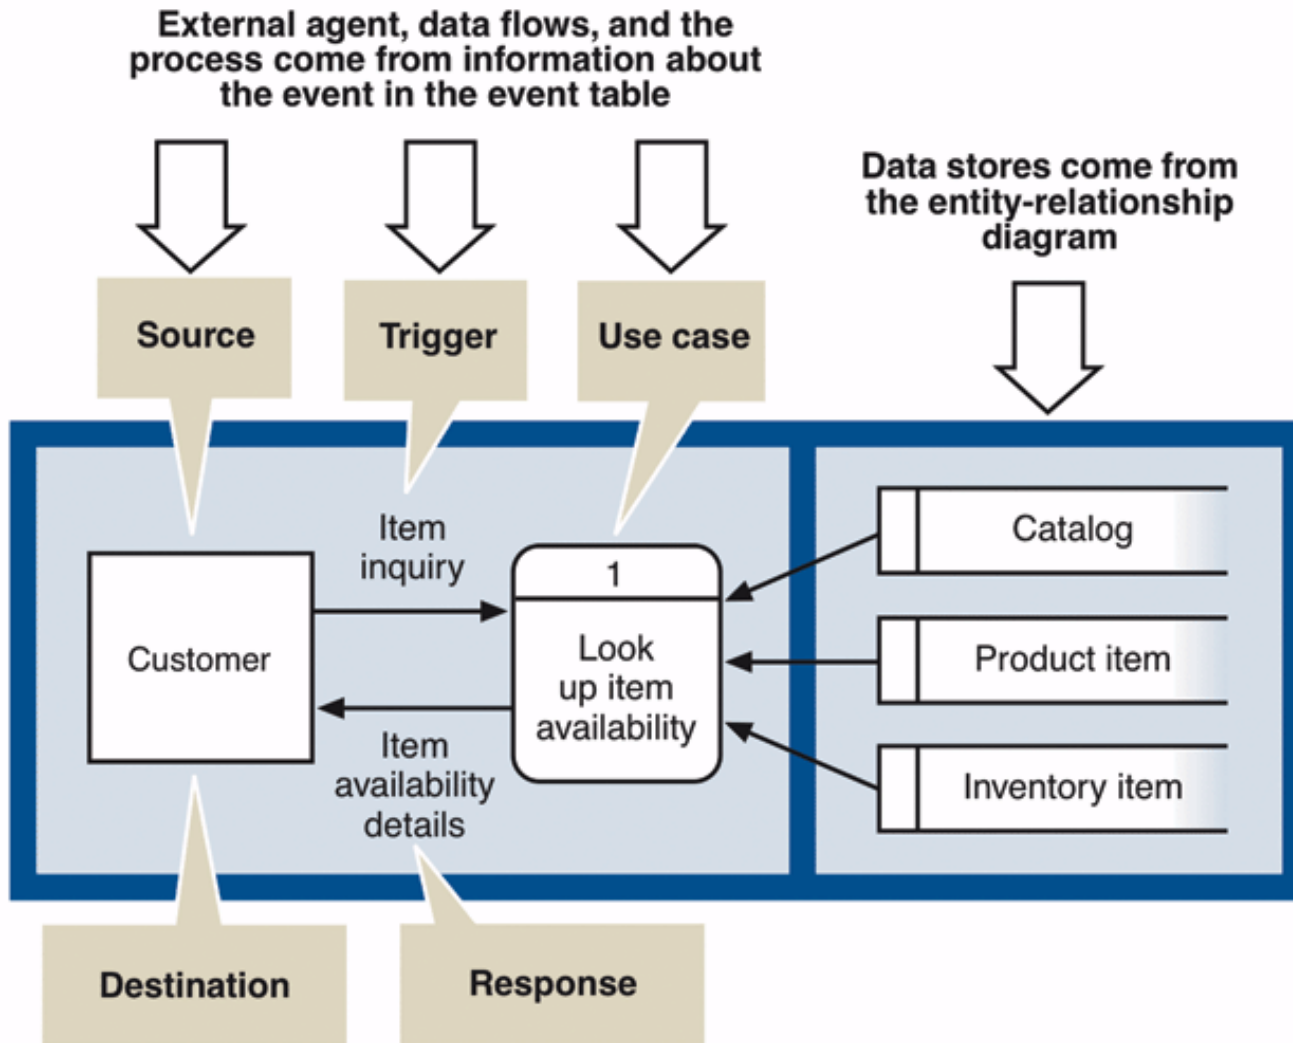 External agent, data flows, and the
process come from information about
the event in the event table
Data stores come from
the entity-relationship
diagram
Source
Trigger
Use case
Item
inquiry
1
Look
up item
availability
Customer
Item
availability
details
Catalog
Product item
Inventory item
Destination
Response